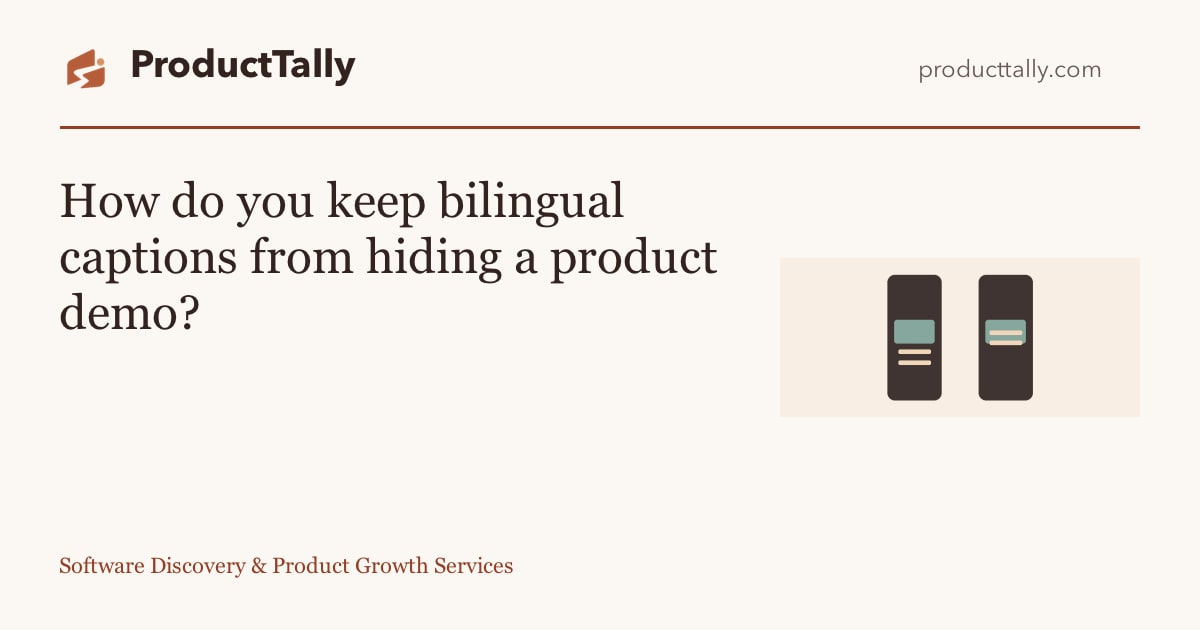 ProductTally
producttally.com
How do you keep bilingual
captions from hiding a product
demo?
Software Discovery & Product Growth Services